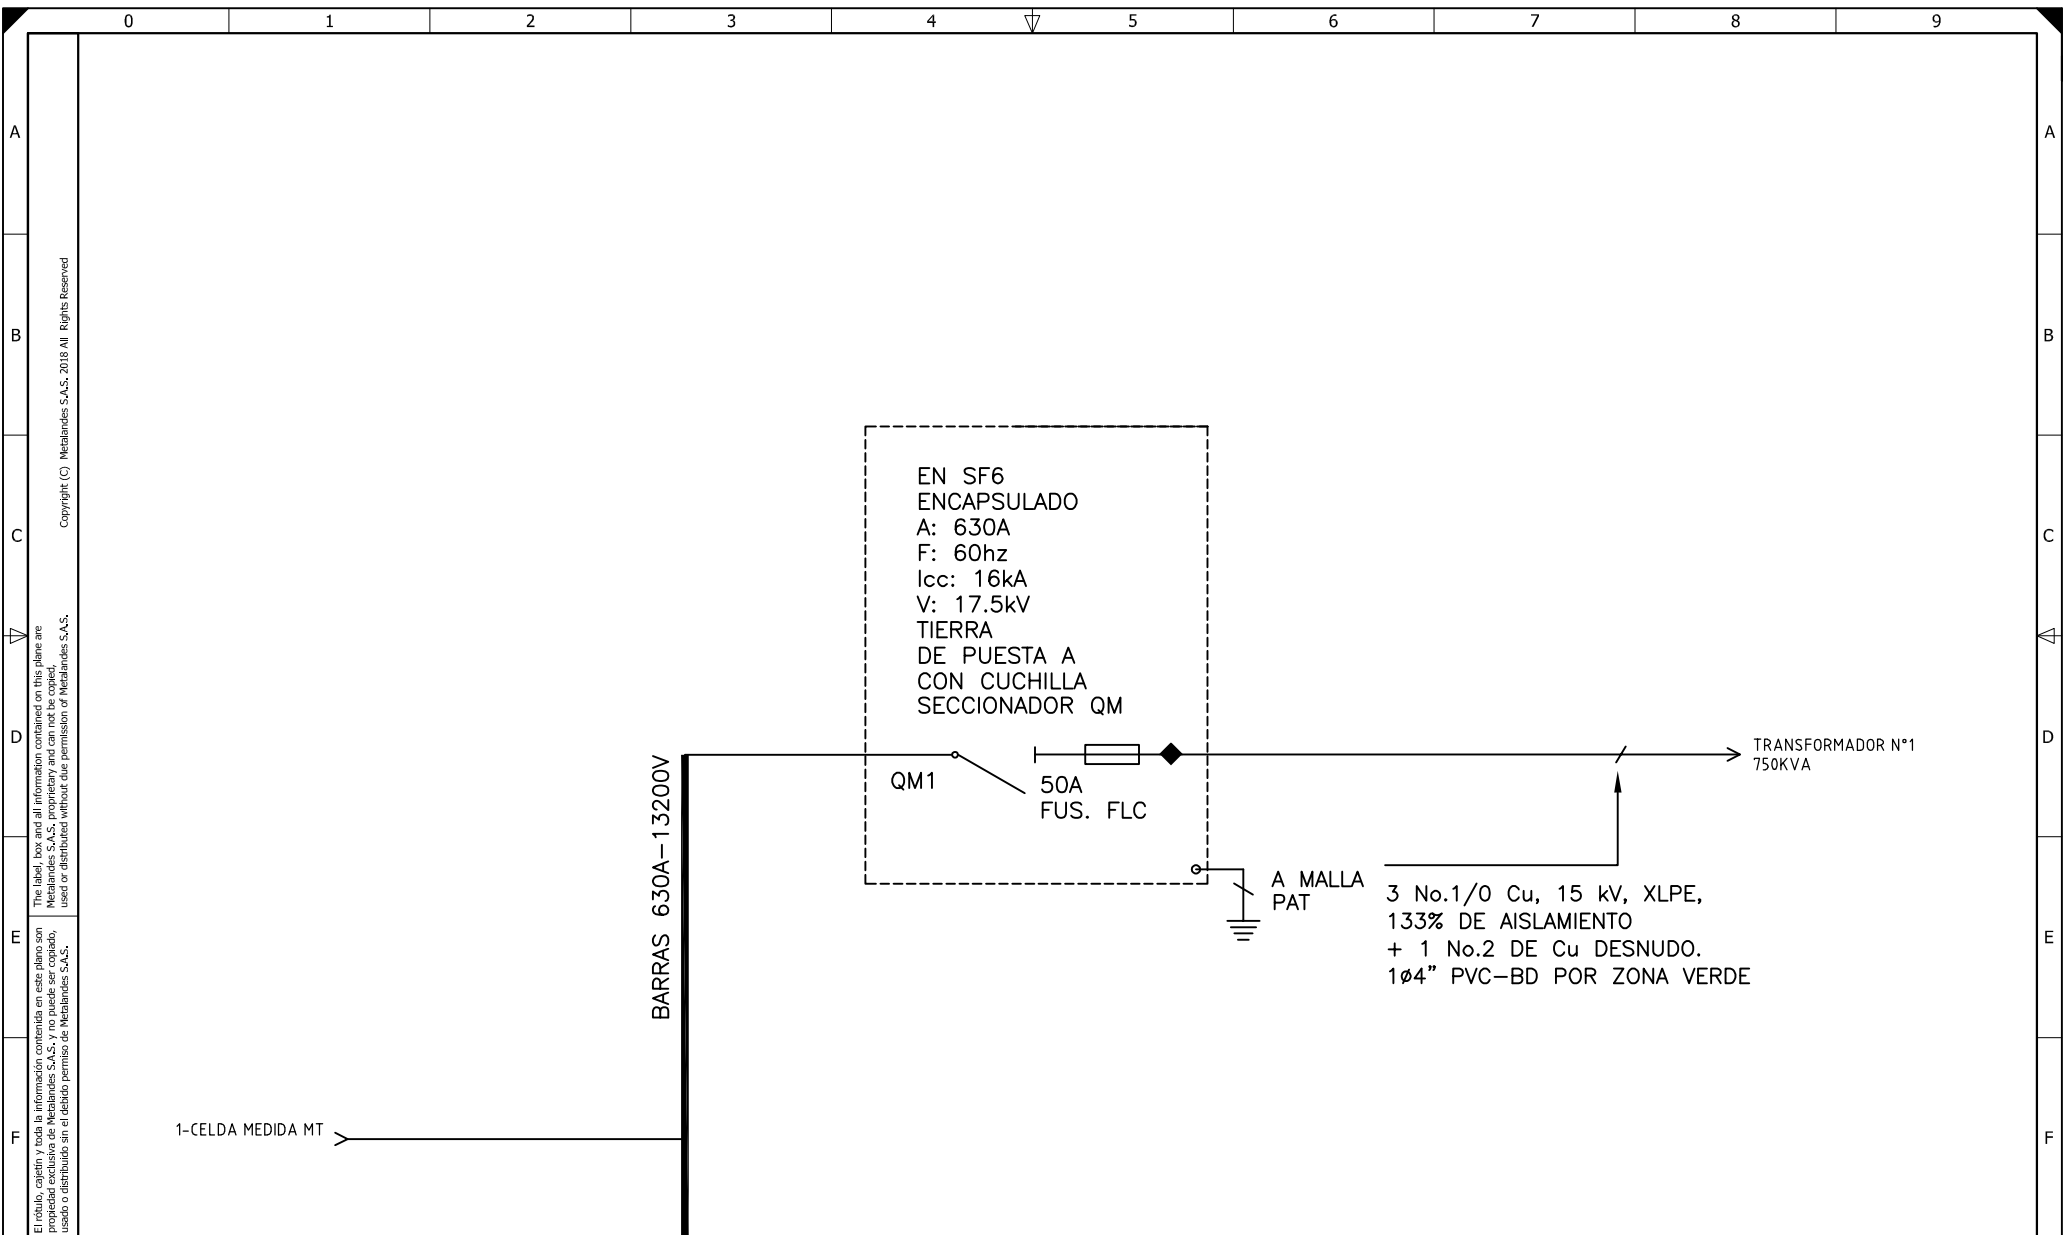 0 1 2 3 4 5 6 7 8 9
A A
B B
C C
D D
E E
F F
Copyright (C) Metalandes S.A.S. 2018 All Rights Reserved
The label, box and all information contained on this plane are
Metalandes S.A.S. proprietary and can not be copied,
used or distributed without due permission of Metalandes S.A.S.
El rótulo, cajetín y toda la información contenida en este plano son
propiedad exclusiva de Metalandes S.A.S. y no puede ser copiado,
usado o distribuido sin el debido permiso de Metalandes S.A.S.
EN SF6
ENCAPSULADO
A: 630A
F: 60hz
Icc: 16kA
V: 17.5kV
TIERRA
DE PUESTA A
CON CUCHILLA
SECCIONADOR QM
QM1
50A
FUS. FLC
TRANSFORMADOR N°1
750KVA
BARRAS 630A-13200V
A MALLA
PAT
3 No.1/0 Cu, 15 kV, XLPE,
133% DE AISLAMIENTO
+ 1 No.2 DE Cu DESNUDO.
1ø4” PVC-BD POR ZONA VERDE
1-CELDA MEDIDA MT